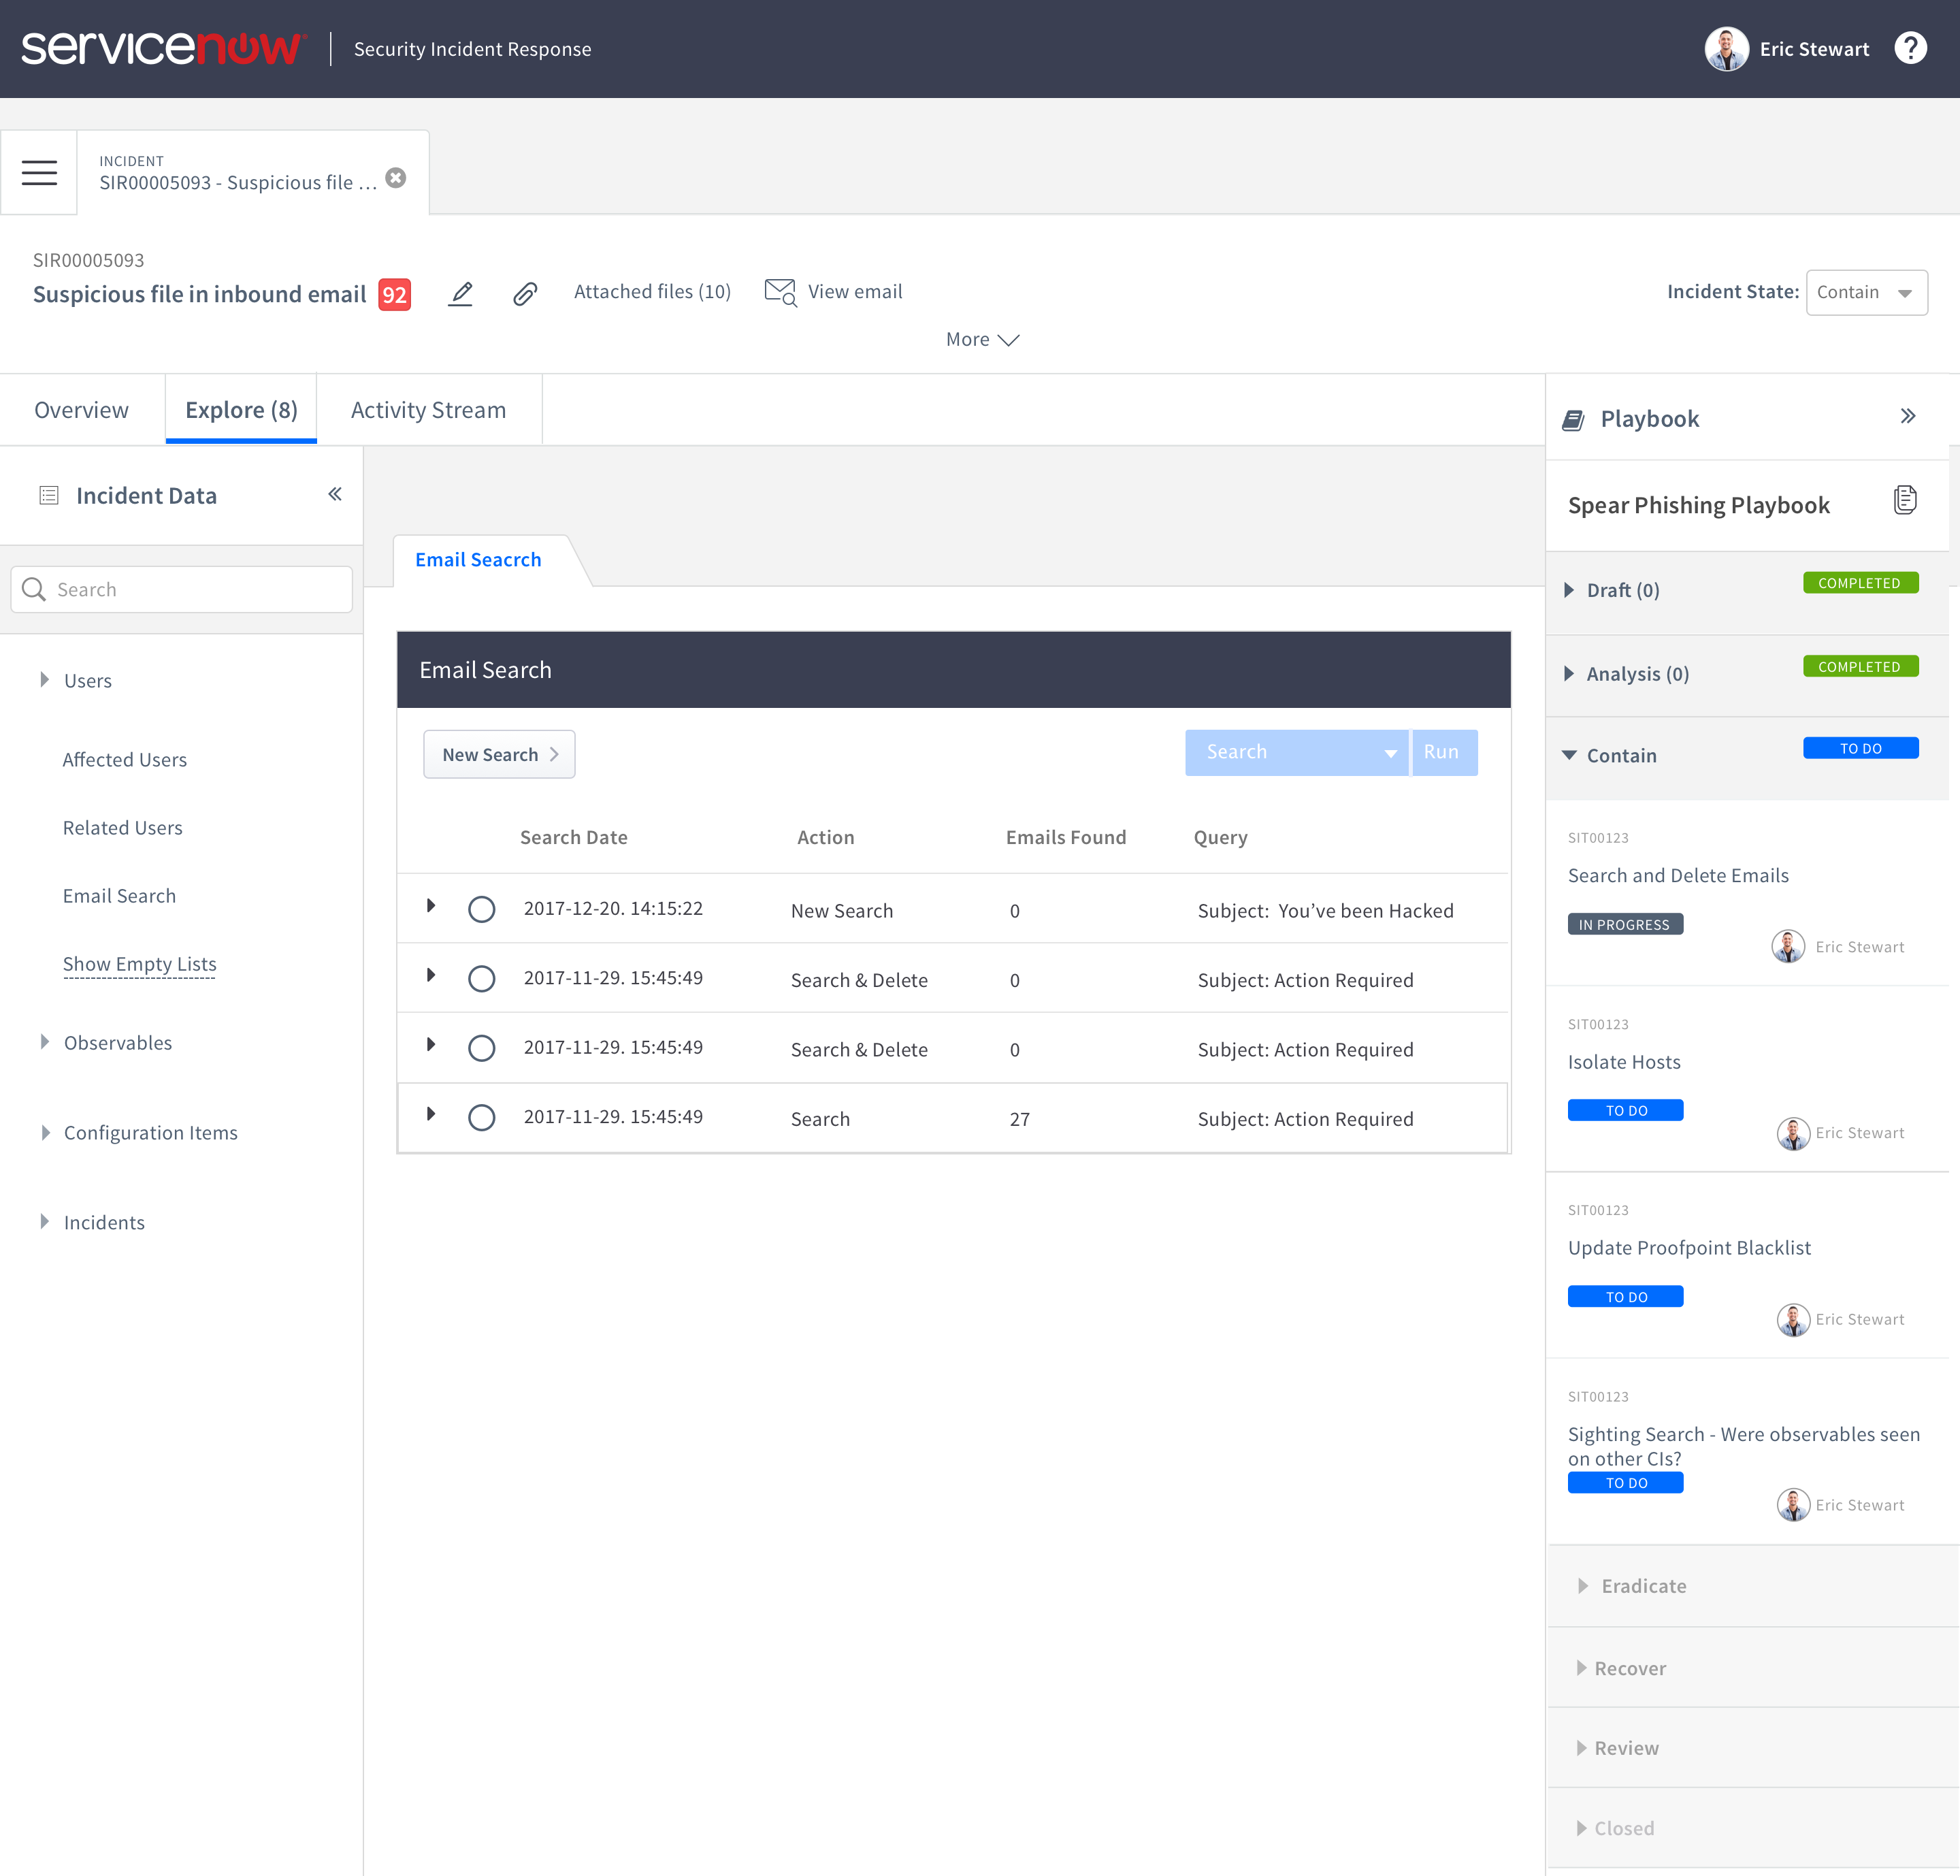 servicenow
Security Incident Response
Eric Stewart
?
INCIDENT
SIR00005093 - Suspicious file ...
SIR00005093
Suspicious file in inbound email 92
Attached files (10)
View email
Incident State: Contain
More
Overview
Explore (8)
Activity Stream
Incident Data
Search
Users
Affected Users
Related Users
Email Search
Show Empty Lists
Observables
Configuration Items
Incidents
Email Seacrch
Email Search
New Search
Search
Run
Search Date Action Emails Found Query
2017-12-20. 14:15:22 New Search 0 Subject: You’ve been Hacked
2017-11-29. 15:45:49 Search & Delete 0 Subject: Action Required
2017-11-29. 15:45:49 Search & Delete 0 Subject: Action Required
2017-11-29. 15:45:49 Search 27 Subject: Action Required
Playbook
Spear Phishing Playbook
Draft (0) COMPLETED
Analysis (0) COMPLETED
Contain TO DO
SIT00123
Search and Delete Emails
IN PROGRESS
Eric Stewart
SIT00123
Isolate Hosts
TO DO
Eric Stewart
SIT00123
Update Proofpoint Blacklist
TO DO
Eric Stewart
SIT00123
Sighting Search - Were observables seen
on other CIs?
TO DO
Eric Stewart
Eradicate
Recover
Review
Closed